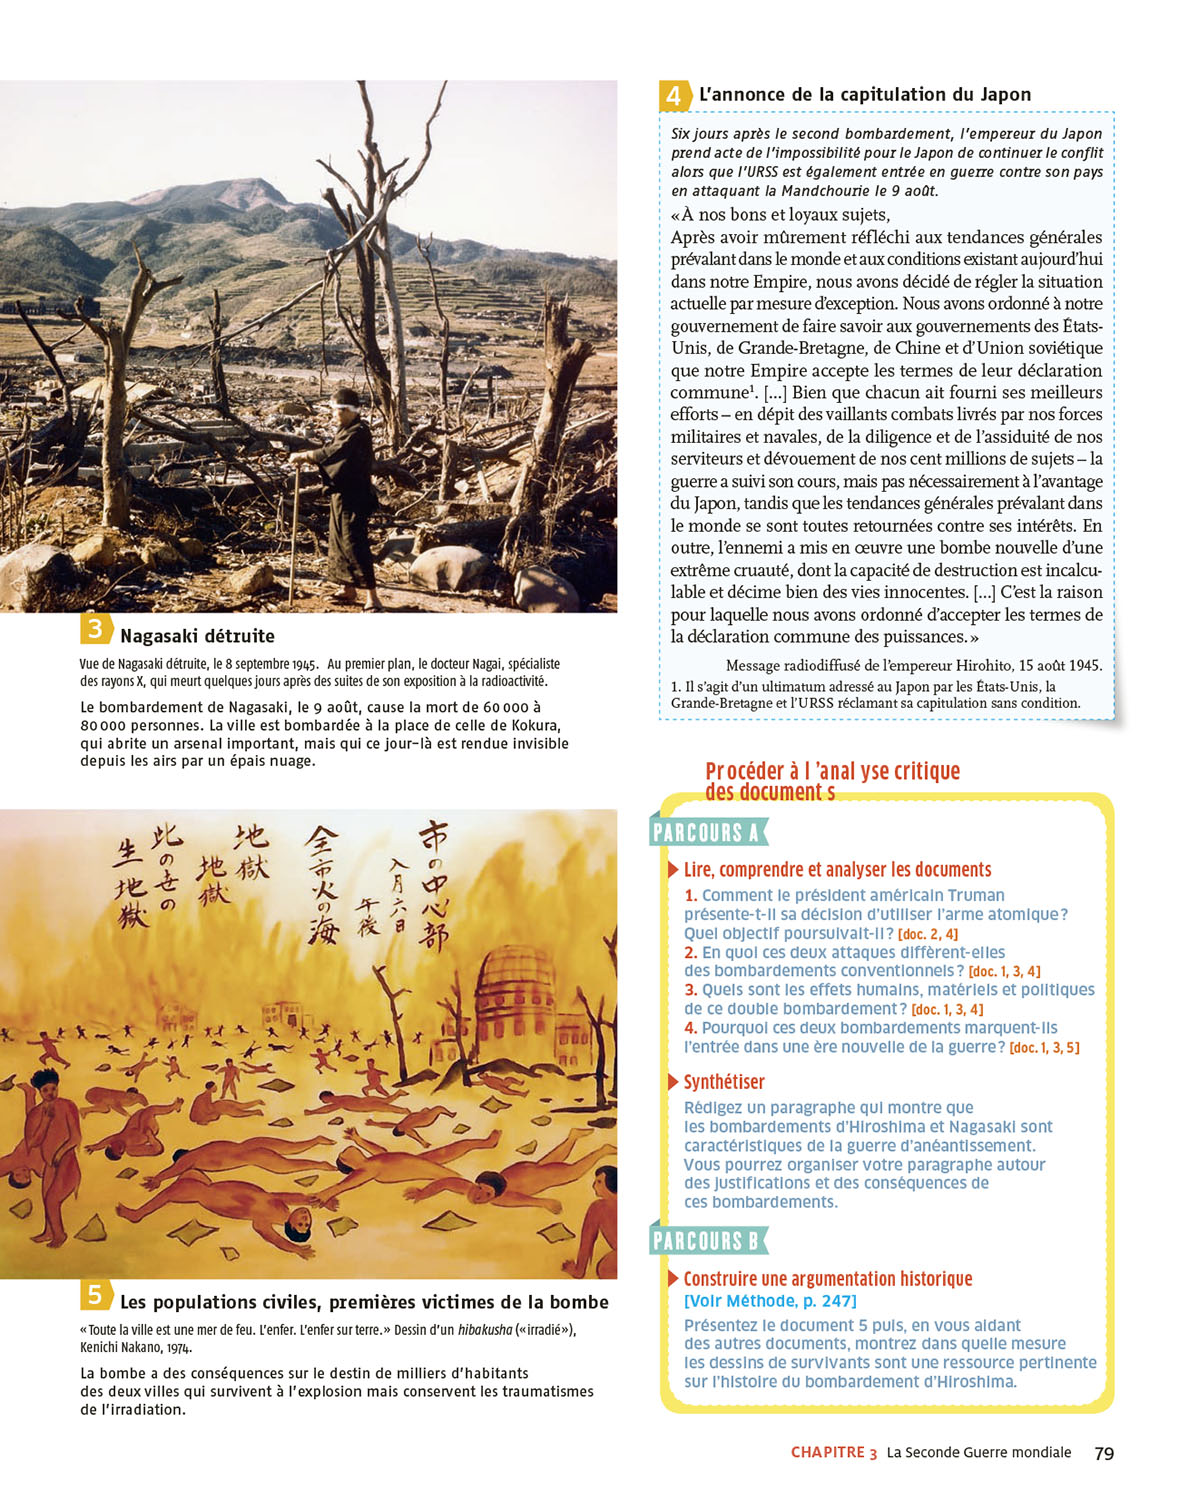 3
Nagasaki détruite
Vue de Nagasaki détruite, le 8 septembre 1945. Au premier plan, le docteur Nagai, spécialiste
des rayons X, qui meurt quelques jours après des suites de son exposition à la radioactivité.
Le bombardement de Nagasaki, le 9 août, cause la mort de 60 000 à
80 000 personnes. La ville est bombardée à la place de celle de Kokura,
qui abrite un arsenal important, mais qui ce jour-là est rendue invisible
depuis les airs par un épais nuage.
市の中心部
八月六日
午後
全市火の海
地獄
地獄
此の世の
生地獄
5
Les populations civiles, premières victimes de la bombe
« Toute la ville est une mer de feu. L'enfer. L'enfer sur terre. » Dessin d'un hibakusha (« irradié »),
Kenichi Nakano, 1974.
La bombe a des conséquences sur le destin de milliers d'habitants
des deux villes qui survivent à l'explosion mais conservent les traumatismes
de l'irradiation.
4
L'annonce de la capitulation du Japon
Six jours après le second bombardement, l'empereur du Japon
prend acte de l'impossibilité pour le Japon de continuer le conflit
alors que l'URSS est également entrée en guerre contre son pays
en attaquant la Mandchourie le 9 août.
« À nos bons et loyaux sujets,
Après avoir mûrement réfléchi aux tendances générales
prévalant dans le monde et aux conditions existant aujourd'hui
dans notre Empire, nous avons décidé de régler la situation
actuelle par mesure d'exception. Nous avons ordonné à notre
gouvernement de faire savoir aux gouvernements des États-
Unis, de Grande-Bretagne, de Chine et d'Union soviétique
que notre Empire accepte les termes de leur déclaration
commune¹. [...] Bien que chacun ait fourni ses meilleurs
efforts – en dépit des vaillants combats livrés par nos forces
militaires et navales, de la diligence et de l'assiduité de nos
serviteurs et dévouement de nos cent millions de sujets – la
guerre a suivi son cours, mais pas nécessairement à l'avantage
du Japon, tandis que les tendances générales prévalant dans
le monde se sont toutes retournées contre ses intérêts. En
outre, l'ennemi a mis en œuvre une bombe nouvelle d'une
extrême cruauté, dont la capacité de destruction est incalcu-
lable et décime bien des vies innocentes. [...] C'est la raison
pour laquelle nous avons ordonné d'accepter les termes de
la déclaration commune des puissances. »
Message radiodiffusé de l'empereur Hirohito, 15 août 1945.
1. Il s'agit d'un ultimatum adressé au Japon par les États-Unis, la
Grande-Bretagne et l'URSS réclamant sa capitulation sans condition.
Procéder à l'analyse critique
des documents
PARCOURS A
Lire, comprendre et analyser les documents
1. Comment le président américain Truman
présente-t-il sa décision d'utiliser l'arme atomique ?
Quel objectif poursuivait-il ? [doc. 2, 4]
2. En quoi ces deux attaques diffèrent-elles
des bombardements conventionnels ? [doc. 1, 3, 4]
3. Quels sont les effets humains, matériels et politiques
de ce double bombardement ? [doc. 1, 3, 4]
4. Pourquoi ces deux bombardements marquent-ils
l'entrée dans une ère nouvelle de la guerre ? [doc. 1, 3, 5]
Synthétiser
Rédigez un paragraphe qui montre que
les bombardements d'Hiroshima et Nagasaki sont
caractéristiques de la guerre d'anéantissement.
Vous pourrez organiser votre paragraphe autour
des justifications et des conséquences de
ces bombardements.
PARCOURS B
Construire une argumentation historique
[Voir Méthode, p. 247]
Présentez le document 5 puis, en vous aidant
des autres documents, montrez dans quelle mesure
les dessins de survivants sont une ressource pertinente
sur l'histoire du bombardement d'Hiroshima.
CHAPITRE 3 La Seconde Guerre mondiale 79